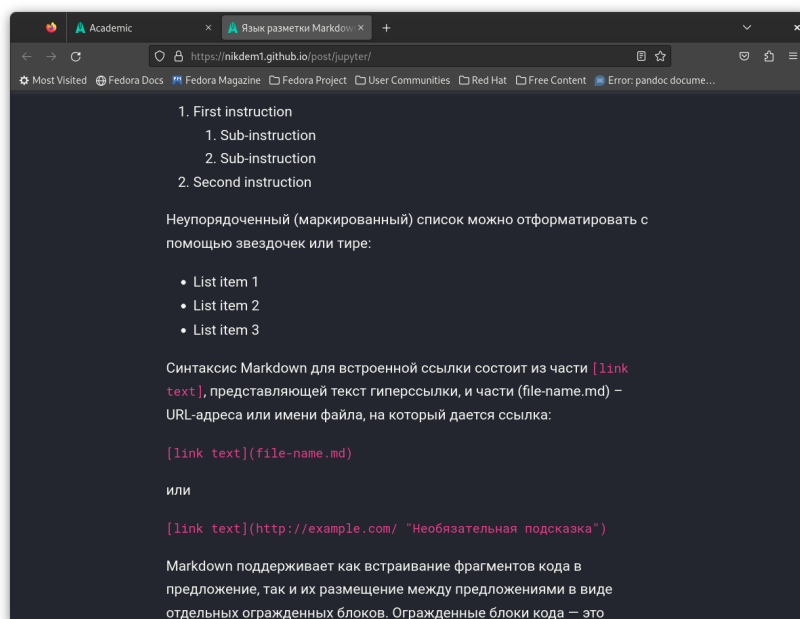 Academic
Язык разметки Markdow
https://nikdem1.github.io/post/jupyter/
Most Visited
Fedora Docs
Fedora Magazine
Fedora Project
User Communities
Red Hat
Free Content
Error: pandoc docume…
1. First instruction
1. Sub-instruction
2. Sub-instruction
2. Second instruction
Неупорядоченный (маркированный) список можно отформатировать с
помощью звездочек или тире:
• List item 1
• List item 2
• List item 3
Синтаксис Markdown для встроенной ссылки состоит из части [link
text], представляющей текст гиперссылки, и части (file-name.md) –
URL-адреса или имени файла, на который дается ссылка:
[link text](file-name.md)
или
[link text](http://example.com/ "Необязательная подсказка")
Markdown поддерживает как встраивание фрагментов кода в
предложение, так и их размещение между предложениями в виде
отдельных огражденных блоков. Огражденные блоки кода — это